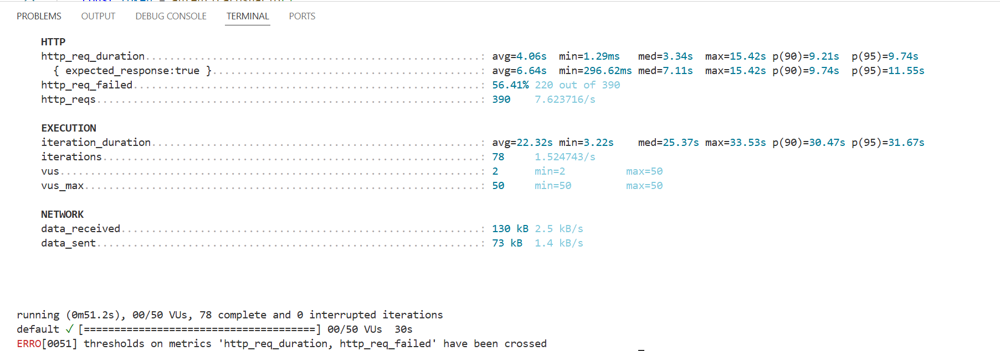 PROBLEMS OUTPUT DEBUG CONSOLE TERMINAL PORTS
HTTP
http_req_duration.......................................................: avg=4.06s min=1.29ms med=3.34s max=15.42s p(90)=9.21s p(95)=9.74s
{ expected_response:true }............................................: avg=6.64s min=296.62ms med=7.11s max=15.42s p(90)=9.74s p(95)=11.55s
http_req_failed.........................................................: 56.41% 220 out of 390
http_reqs...............................................................: 390 7.623716/s
EXECUTION
iteration_duration......................................................: avg=22.32s min=3.22s med=25.37s max=33.53s p(90)=30.47s p(95)=31.67s
iterations..............................................................: 78 1.524743/s
vus.....................................................................: 2 min=2 max=50
vus_max.................................................................: 50 min=50 max=50
NETWORK
data_received...........................................................: 130 kB 2.5 kB/s
data_sent...............................................................: 73 kB 1.4 kB/s
running (0m51.2s), 00/50 VUs, 78 complete and 0 interrupted iterations
default ✓ [======================================] 00/50 VUs 30s
ERRO[0051] thresholds on metrics 'http_req_duration, http_req_failed' have been crossed